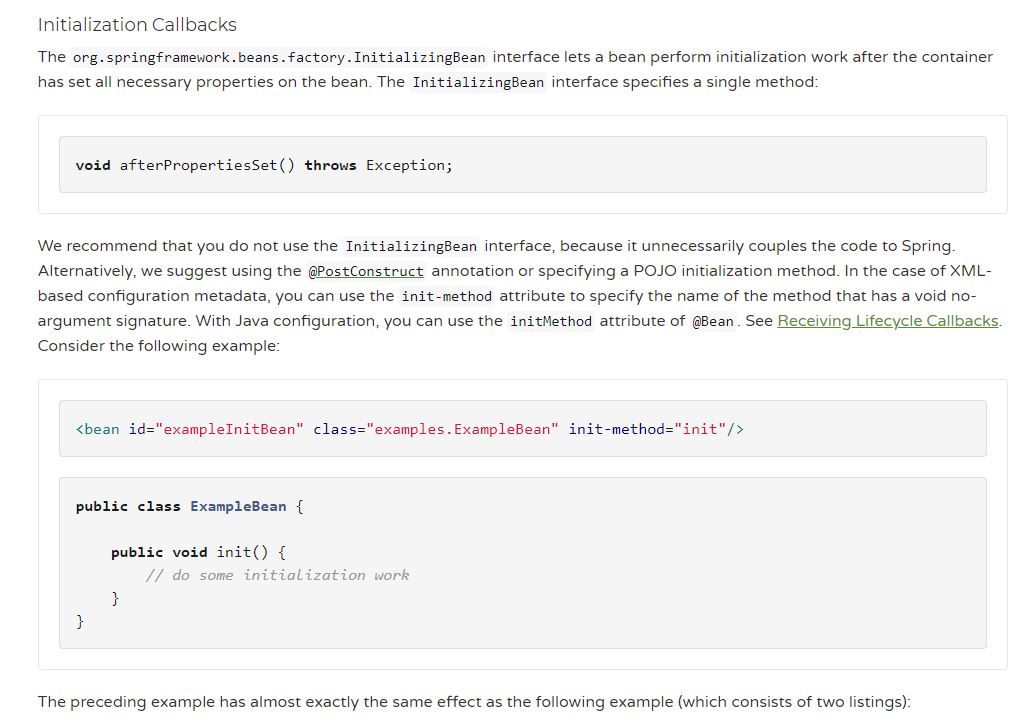 Initialization Callbacks
The org.springframework.beans.factory.InitializingBean interface lets a bean perform initialization work after the container
has set all necessary properties on the bean. The InitializingBean interface specifies a single method:
void afterPropertiesSet() throws Exception;
We recommend that you do not use the InitializingBean interface, because it unnecessarily couples the code to Spring.
Alternatively, we suggest using the @PostConstruct annotation or specifying a POJO initialization method. In the case of XML-
based configuration metadata, you can use the init-method attribute to specify the name of the method that has a void no-
argument signature. With Java configuration, you can use the initMethod attribute of @Bean. See Receiving Lifecycle Callbacks.
Consider the following example:
<bean id="exampleInitBean" class="examples.ExampleBean" init-method="init"/>
public class ExampleBean {
public void init() {
// do some initialization work
}
}
The preceding example has almost exactly the same effect as the following example (which consists of two listings):